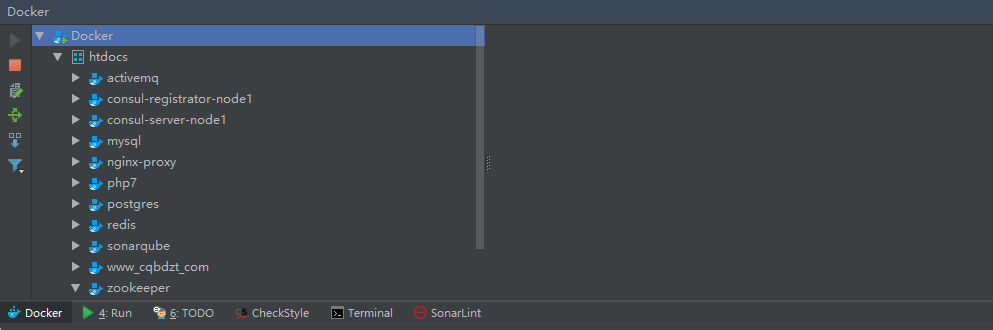 Docker
Docker
htdocs
activemq
consul-registrator-node1
consul-server-node1
mysql
nginx-proxy
php7
postgres
redis
sonarqube
www_cqbdzt_com
zookeeper
Docker 4: Run 6: TODO CheckStyle Terminal SonarLint